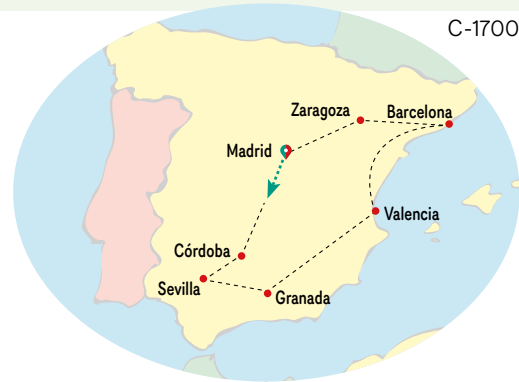 C-1700
Zaragoza
Barcelona
Madrid
Valencia
Córdoba
Sevilla
Granada